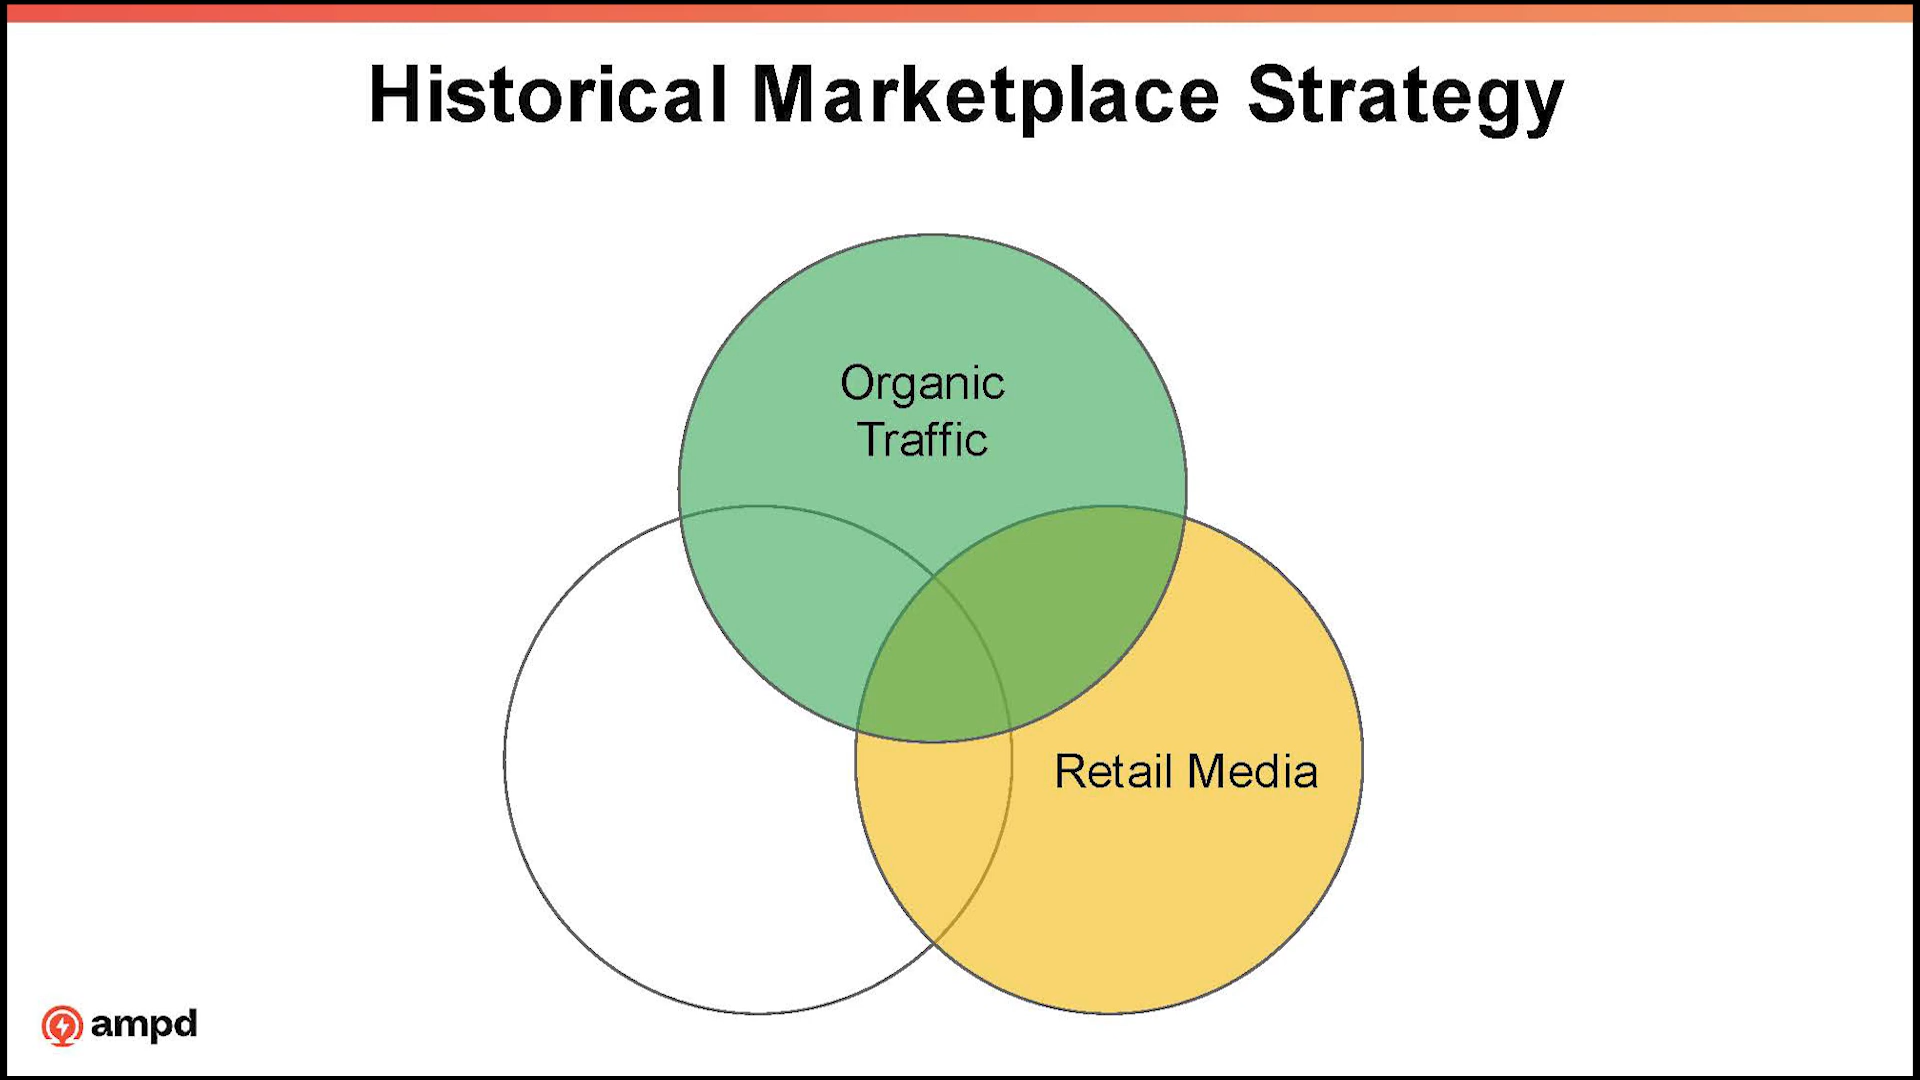 Historical Marketplace Strategy
Organic
Traffic
Retail Media
ampd